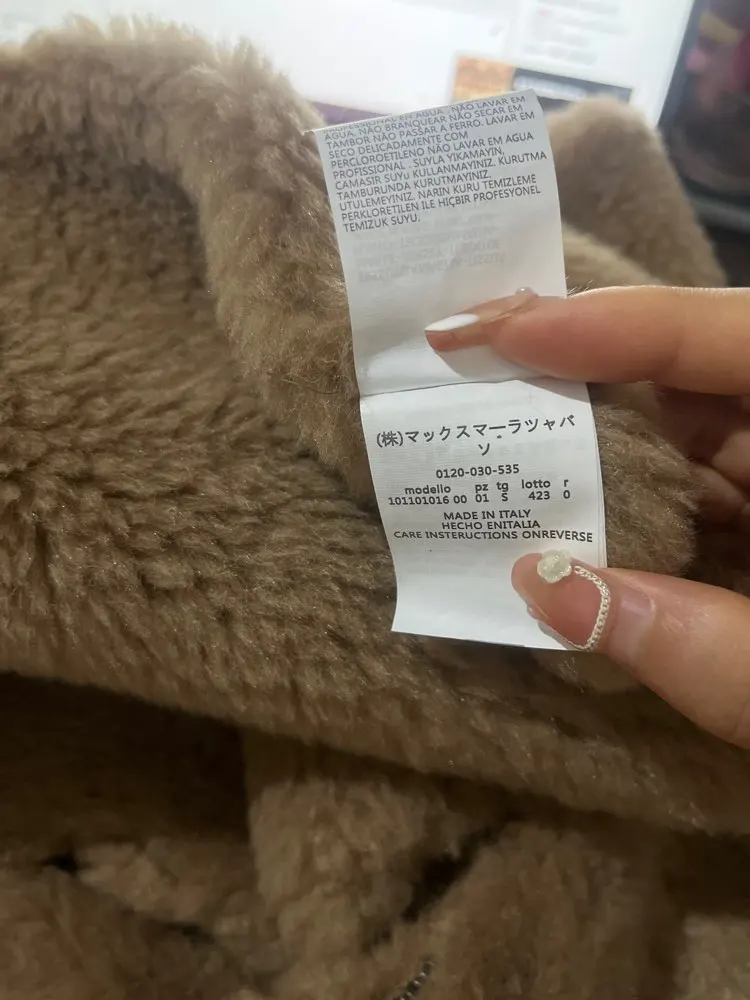 ÁGUA. NÃO BRANQUEAR NÃO SECAR EM
TAMBOR NÃO PASSAR A FERRO. LAVAR EM
SECO DELICADAMENTE COM
PERCLOROETILENO NÃO LAVAR EM AGUA
PROFISSIONAL . SUYLA YIKAMAYIN.
CAMASIR SUYu KULLANMAYINIZ. KURUTMA
TAMBURUNDA KURUTMAYINIZ.
UTULEMEYINIZ. NARIN KURU TEMIZLEME
PERKLORETILEN ILE HIÇBIR PROFESYONEL
TEMIZUK SUYU.
(株)マックスマーラツャパ
ソ
0120-030-535
modello pz tg lotto r
101101016 00 01 S 423 0
MADE IN ITALY
HECHO ENITALIA
CARE INSTERUCTIONS ONREVERSE